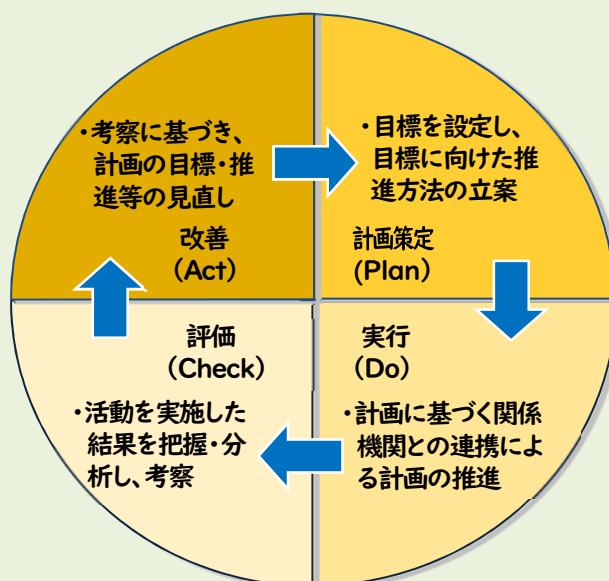 ・考察に基づき、
計画の目標・推
進等の見直し
改善
(Act)
・目標を設定し、
目標に向けた推
進方法の立案
計画策定
(Plan)
評価
(Check)
・活動を実施した
結果を把握・分
析し、考察
実行
(Do)
・計画に基づく関係
機関との連携によ
る計画の推進